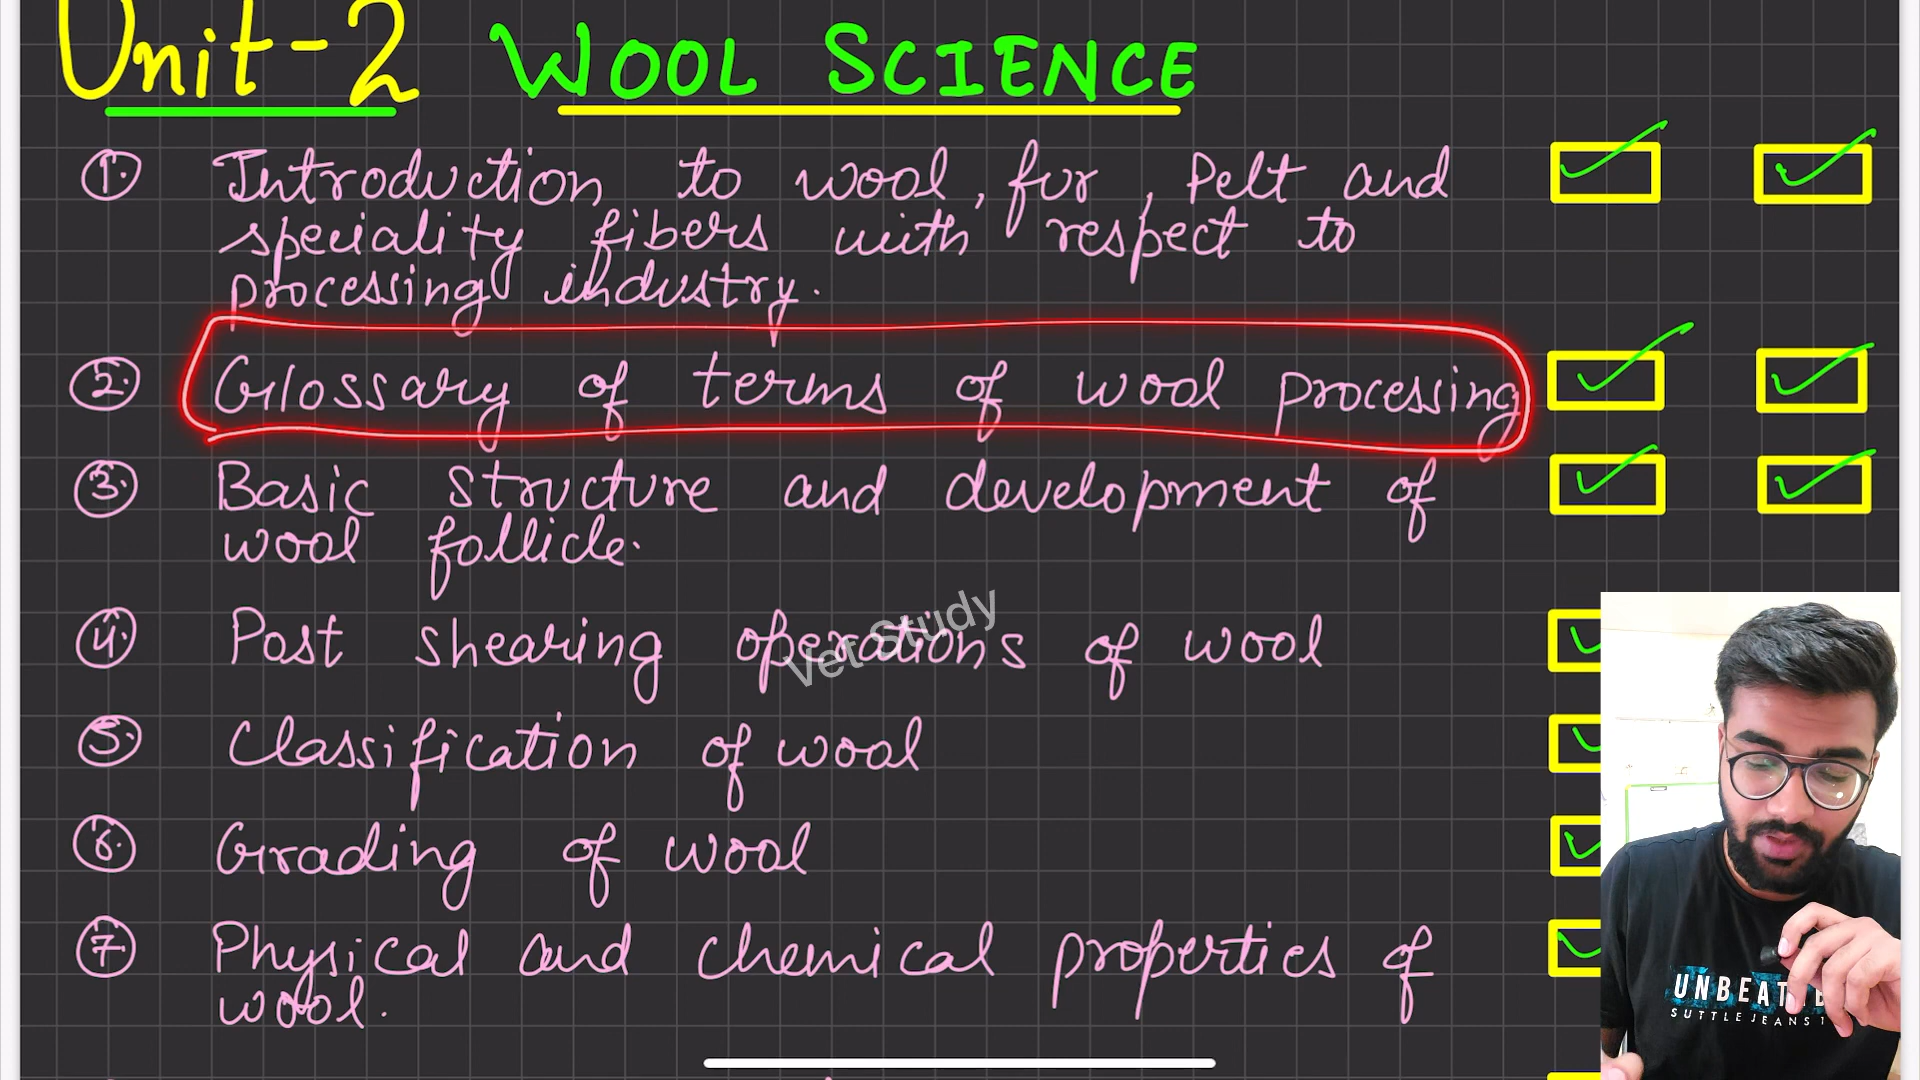 Unit-2 WOOL SCIENCE
1. Introduction to wool, fur, Pelt and
speciality fibers with respect to
processing industry.
2. Glossary of terms of wool processing
3. Basic structure and development of
wool follicle.
4. Post shearing operations of wool
Vet Study
5. Classification of wool
6. Grading of wool
7. Physical and chemical properties of
wool.
SUTTLE JEANS